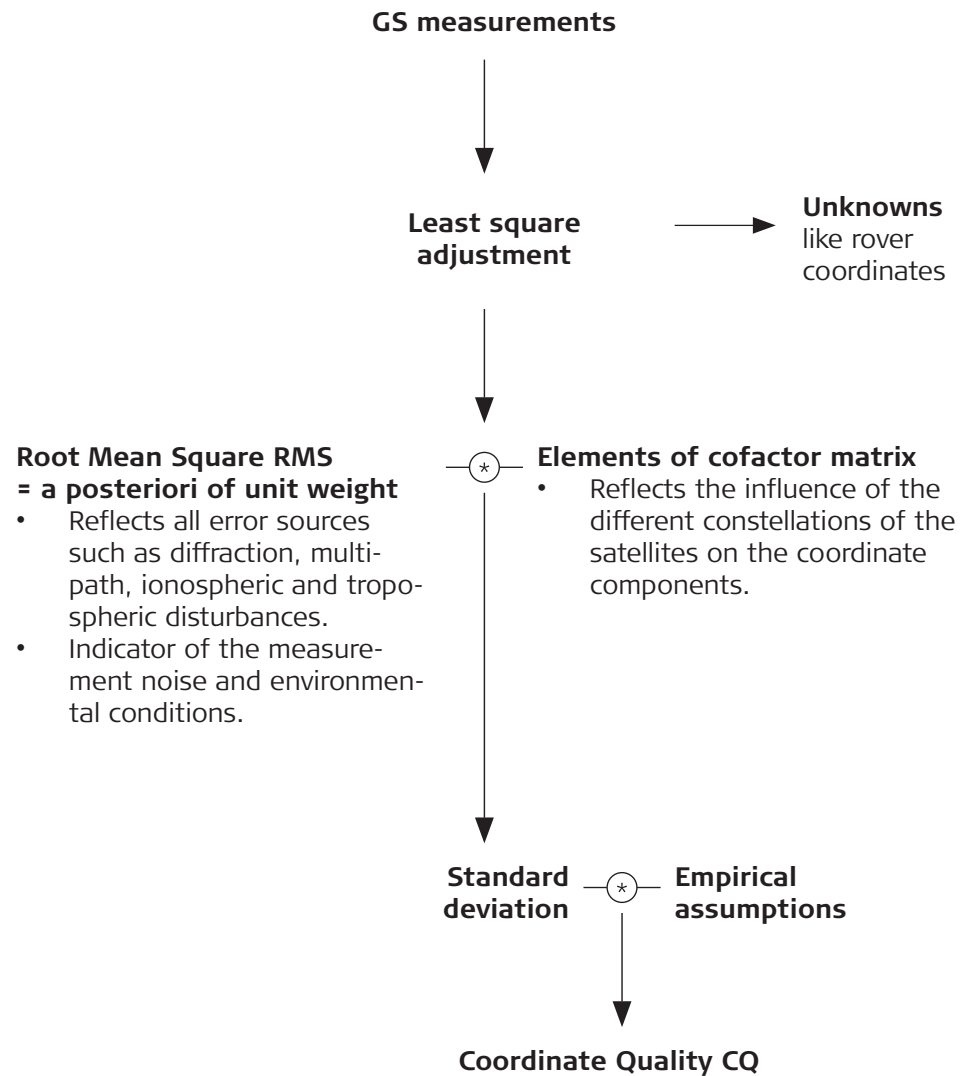 GS measurements
Least square
adjustment
Unknowns
like rover
coordinates
Root Mean Square RMS
= a posteriori of unit weight
• Reflects all error sources
such as diffraction, multi-
path, ionospheric and tropo-
spheric disturbances.
• Indicator of the measure-
ment noise and environmen-
tal conditions.
*
Elements of cofactor matrix
• Reflects the influence of the
different constellations of the
satellites on the coordinate
components.
Standard
deviation
*
Empirical
assumptions
Coordinate Quality CQ